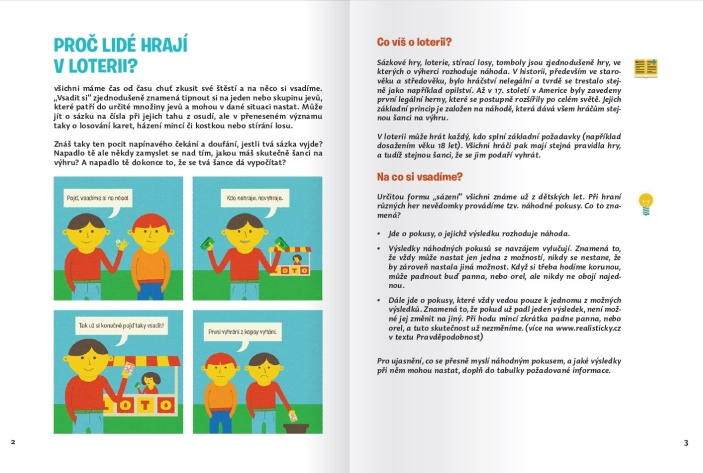 PROČ LIDÉ HRAJÍ
V LOTERII?
všichni máme čas od času chuť zkusit své štěstí a na něco si vsadíme.
„Vsadit si" zjednodušeně znamená tipnout si na jeden nebo skupinu jevů,
které patří do určité množiny jevů a mohou v dané situaci nastat. Může
jít o sázku na čísla při jejich tahu z osudí, ale v přeneseném významu
taky o losování karet, házení mincí či kostkou nebo stírání losu.
Znáš taky ten pocit napínavého čekání a doufání, jestli tvá sázka vyjde?
Napadlo tě ale někdy zamyslet se nad tím, jakou máš skutečně šanci na
výhru? A napadlo tě dokonce to, že se tvá šance dá vypočítat?
Pojď, vsadíme si na něco!
Kdo nehraje, nevyhraje.
LOTO
Tak už si konečně pojď taky vsadit!
LOTO
První vyhrání z kapsy vyhání.
2
Co víš o loterii?
Sázkové hry, loterie, stírací losy, tomboly jsou zjednodušeně hry, ve
kterých o výherci rozhoduje náhoda. V historii, především ve staro-
věku a středověku, bylo hráčství nelegální a tvrdě se trestalo stej-
ně jako například opilství. Až v 17. století v Americe byly zavedeny
první legální herny, které se postupně rozšířily po celém světě. Jejich
základní princip je založen na náhodě, která dává všem hráčům stej-
nou šanci na výhru.
V loterii může hrát každý, kdo splní základní požadavky (například
dosažením věku 18 let). Všichni hráči pak mají stejná pravidla hry,
a tudíž stejnou šanci, že se jim podaří vyhrát.
Na co si vsadíme?
Určitou formu „sázení" všichni známe už z dětských let. Při hraní
různých her nevědomky provádíme tzv. náhodné pokusy. Co to zna-
mená?
• Jde o pokusy, o jejichž výsledku rozhoduje náhoda.
• Výsledky náhodných pokusů se navzájem vylučují. Znamená to,
že vždy může nastat jen jedna z možností, nikdy se nestane, že
by zároveň nastala jiná možnost. Když si třeba hodíme korunou,
může padnout buď panna, nebo orel, ale nikdy ne obojí najed-
nou.
• Dále jde o pokusy, které vždy vedou pouze k jednomu z možných
výsledků. Znamená to, že pokud už padl jeden výsledek, není mož-
né jej změnit na jiný. Při hodu mincí zkrátka padne panna, nebo
orel, a tuto skutečnost už nezměníme. (více na www.realisticky.cz
v textu Pravděpodobnost)
Pro ujasnění, co se přesně myslí náhodným pokusem, a jaké výsledky
při něm mohou nastat, doplň do tabulky požadované informace.
3